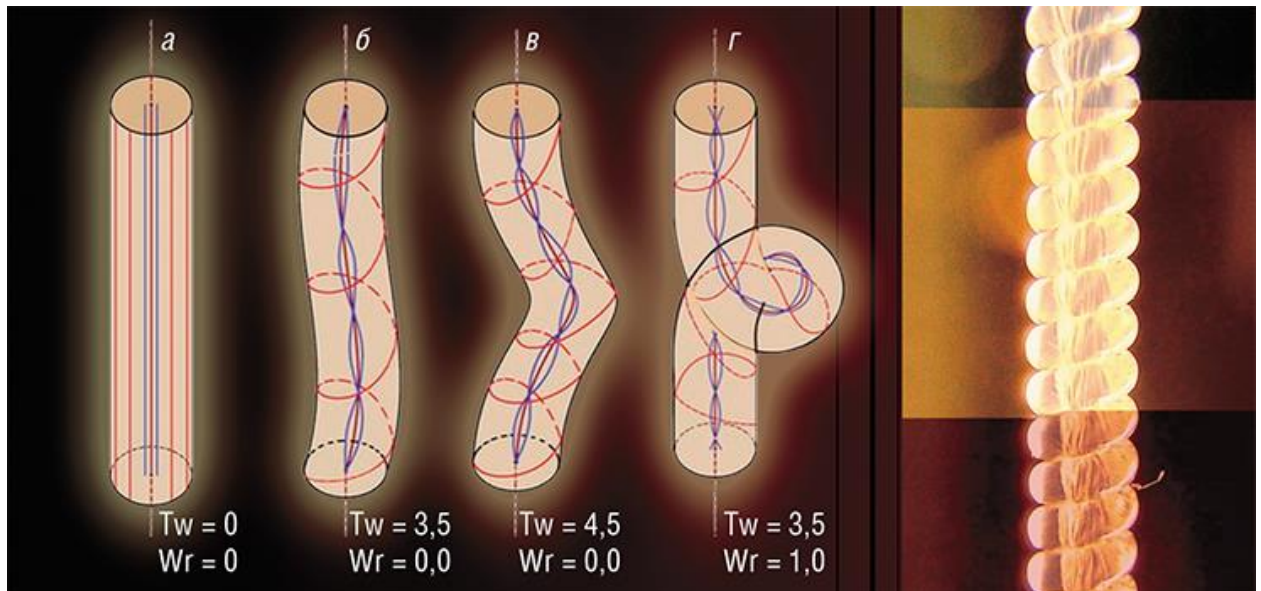 а
б
в
г
Tw = 0
Wr = 0
Tw = 3,5
Wr = 0,0
Tw = 4,5
Wr = 0,0
Tw = 3,5
Wr = 1,0